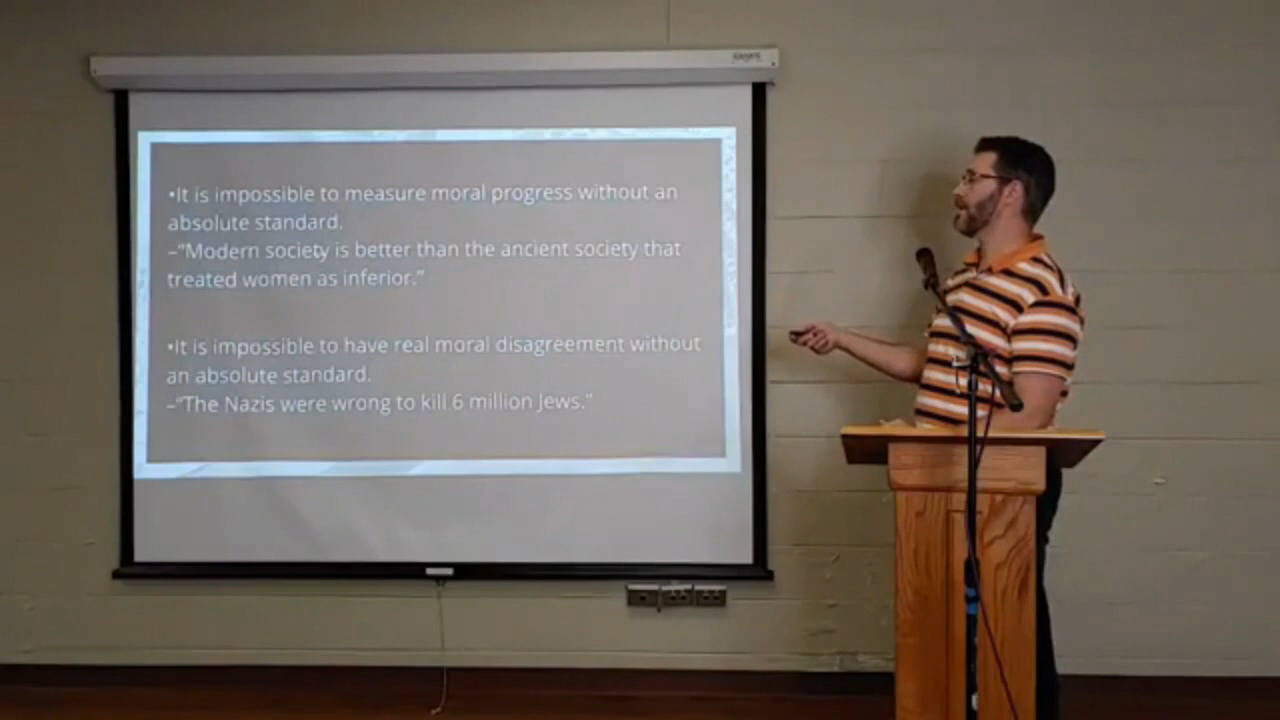 •It is impossible to measure moral progress without an
absolute standard.
–"Modern society is better than the ancient society that
treated women as inferior."
•It is impossible to have real moral disagreement without
an absolute standard.
–"The Nazis were wrong to kill 6 million Jews."